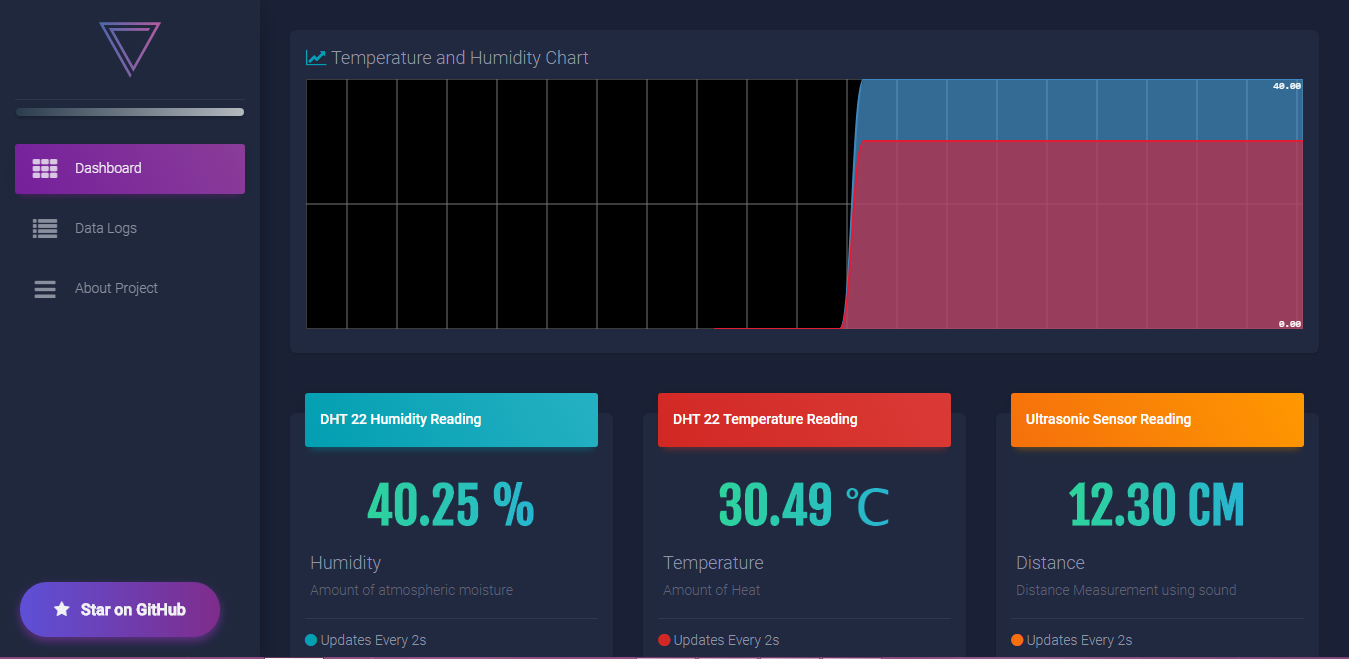 Temperature and Humidity Chart
40.00
0.00
Dashboard
Data Logs
About Project
Star on GitHub
DHT 22 Humidity Reading
40.25 %
Humidity
Amount of atmospheric moisture
Updates Every 2s
DHT 22 Temperature Reading
30.49 ℃
Temperature
Amount of Heat
Updates Every 2s
Ultrasonic Sensor Reading
12.30 CM
Distance
Distance Measurement using sound
Updates Every 2s